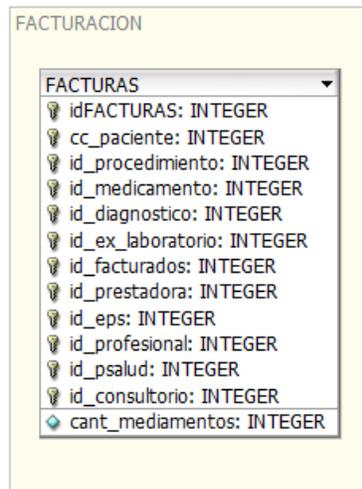 FACTURACION
FACTURAS
idFACTURAS: INTEGER
cc_paciente: INTEGER
id_procedimiento: INTEGER
id_medicamento: INTEGER
id_diagnostico: INTEGER
id_ex_laboratorio: INTEGER
id_facturados: INTEGER
id_prestadora: INTEGER
id_eps: INTEGER
id_profesional: INTEGER
id_psalud: INTEGER
id_consultorio: INTEGER
cant_mediamentos: INTEGER